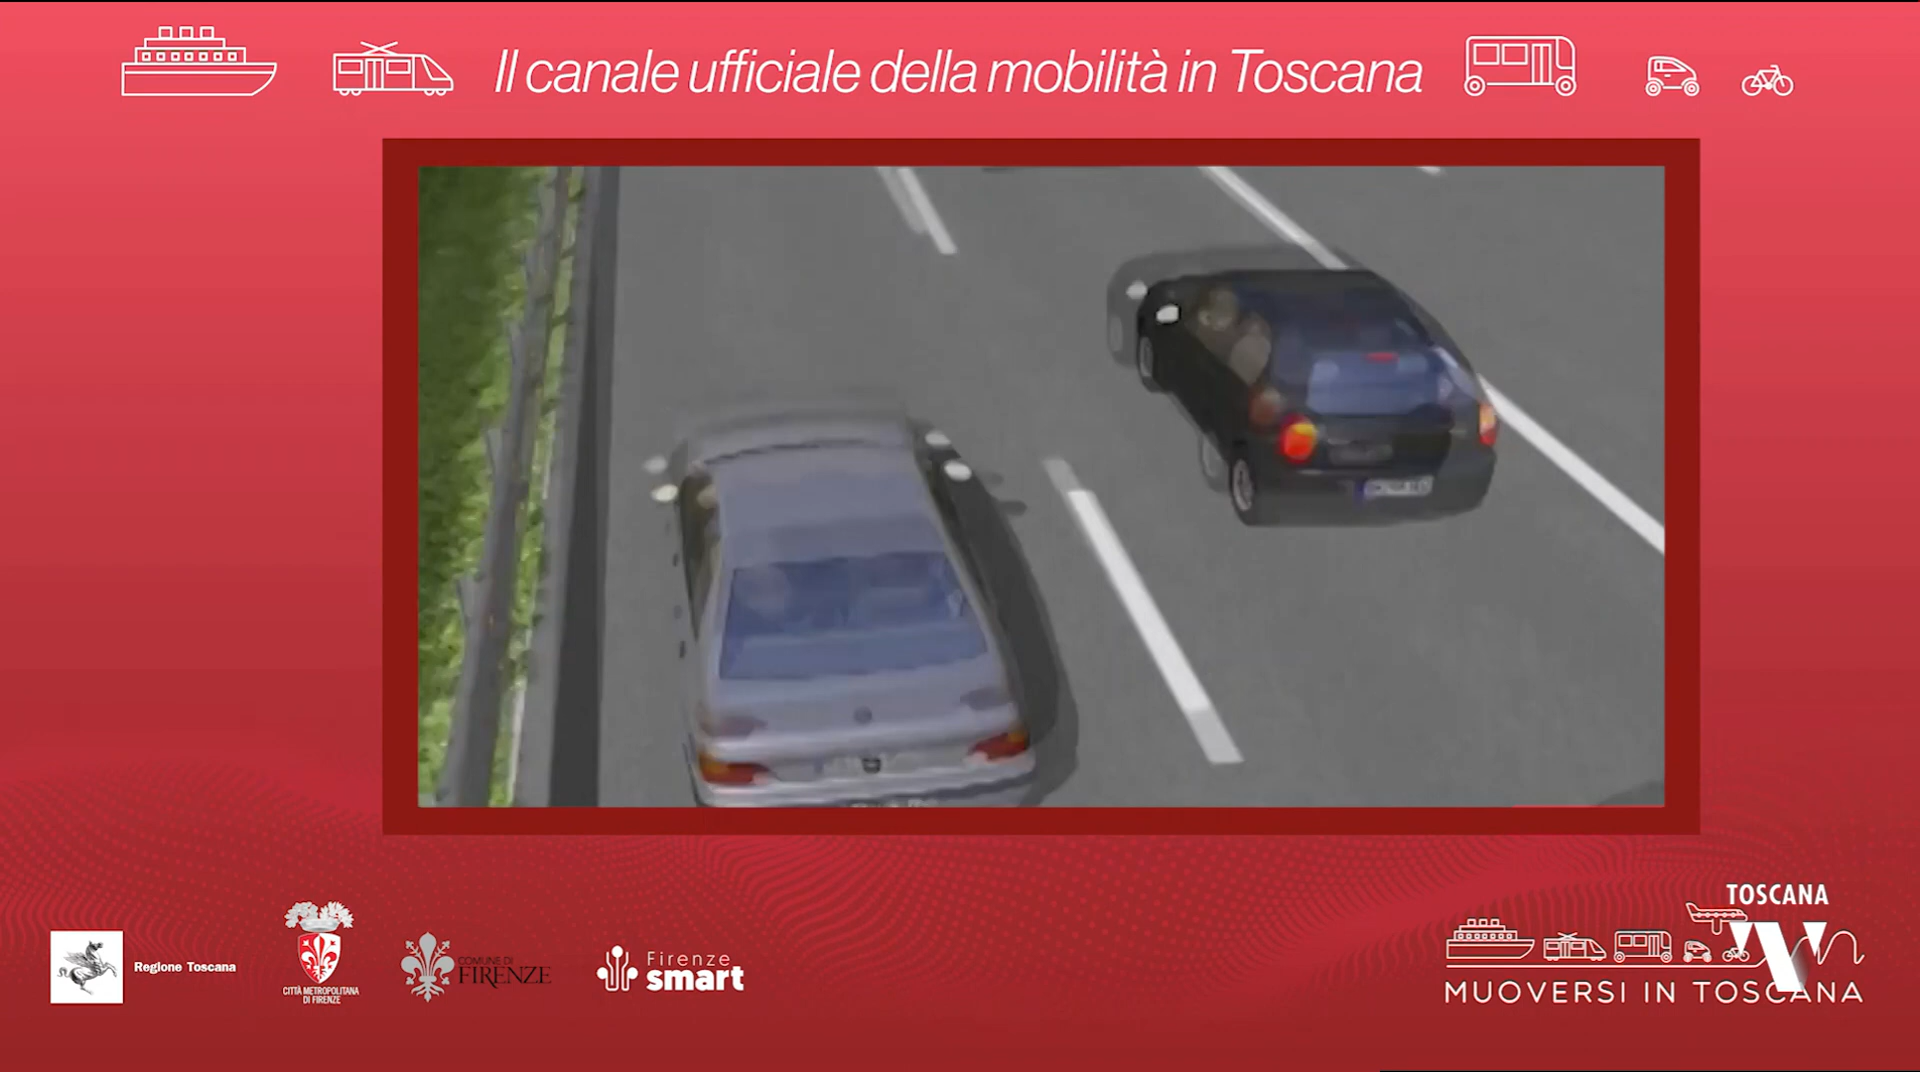 Il canale ufficiale della mobilità in Toscana
Regione Toscana
CITTÀ METROPOLITANA
DI FIRENZE
COMUNE DI
FIRENZE
Firenze
smart
TOSCANA
MUOVERSI IN TOSCANA